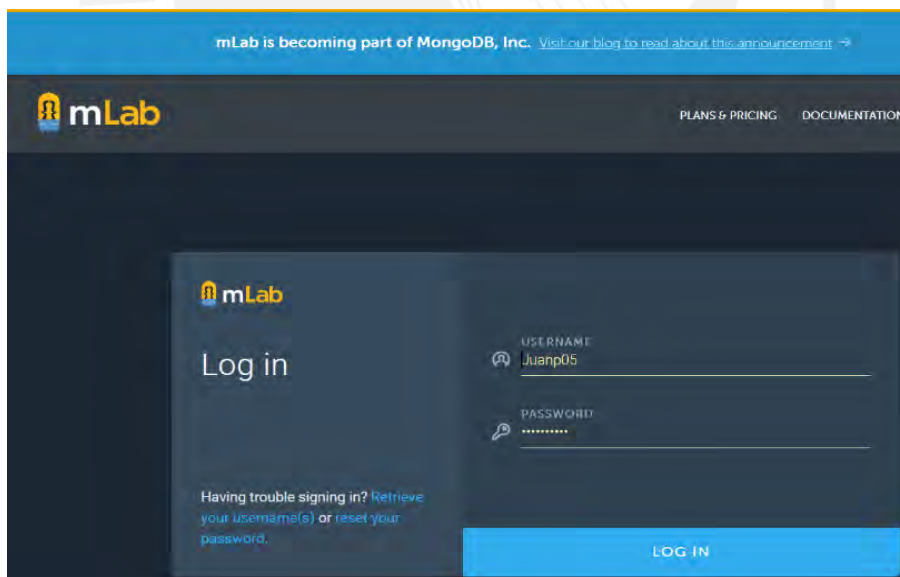 mLab is becoming part of MongoDB, Inc. Visit our blog to read about this announcement →
mLab
PLANS & PRICING DOCUMENTATION
mLab
Log in
USERNAME
Juanp05
PASSWORD
••••••••••
Having trouble signing in? Retrieve
your username(s) or reset your
password.
LOG IN